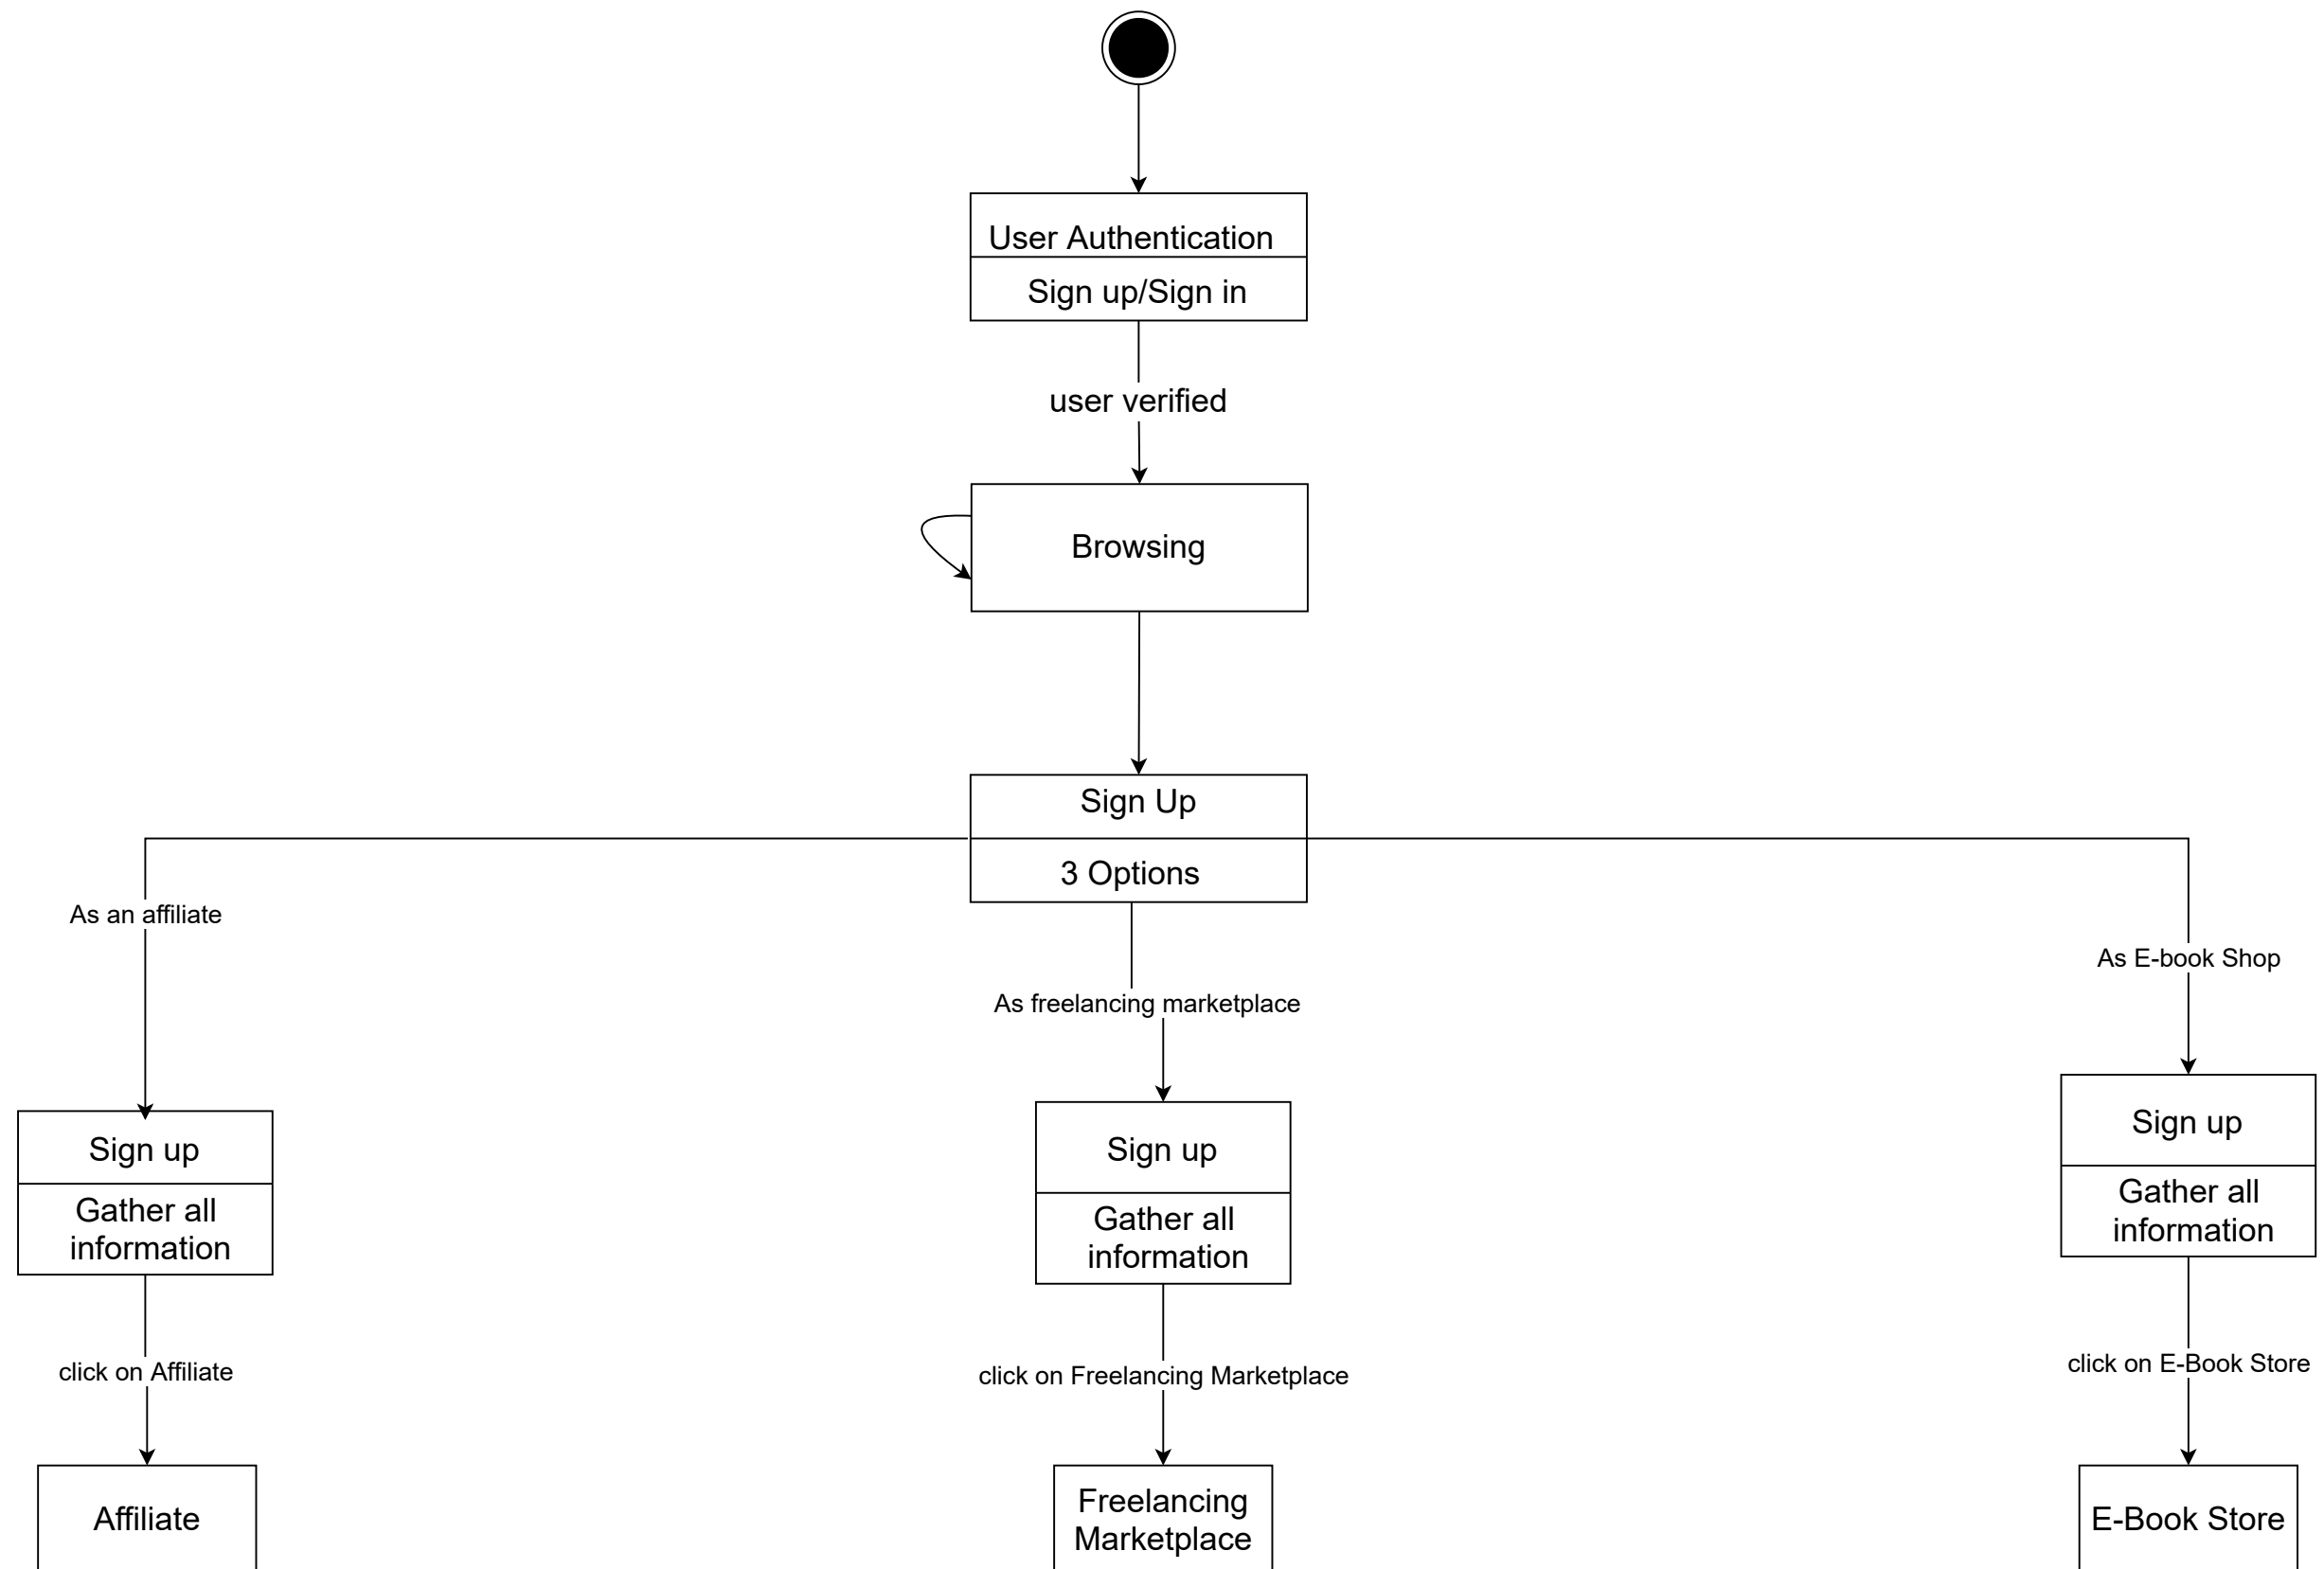 User Authentication
Sign up/Sign in
user verified
Browsing
Sign Up
3 Options
As an affiliate
As freelancing marketplace
As E-book Shop
Sign up
Gather all
information
Sign up
Gather all
information
Sign up
Gather all
information
click on Affiliate
click on Freelancing Marketplace
click on E-Book Store
Affiliate
Freelancing
Marketplace
E-Book Store